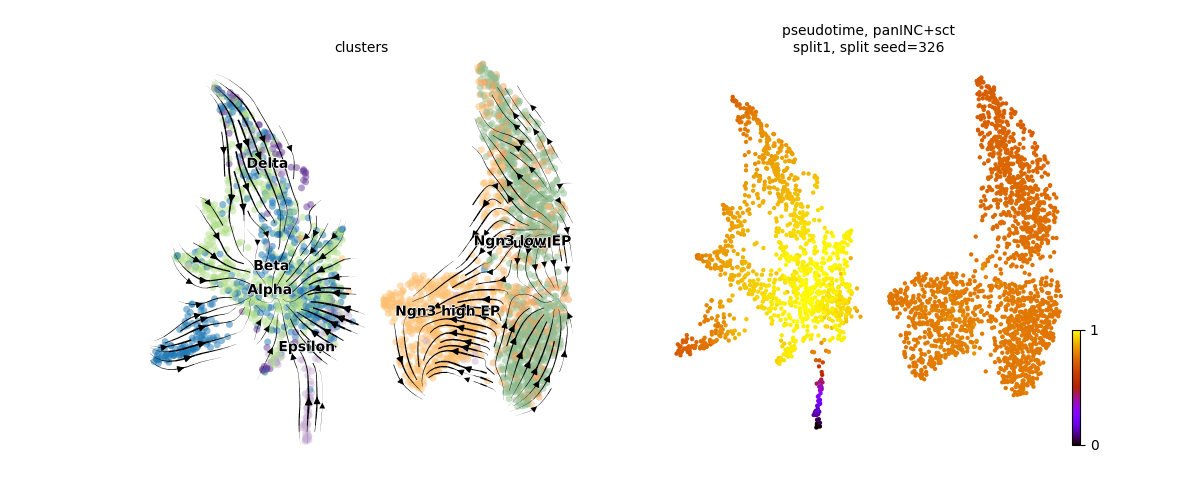 clusters
pseudotime, panINC+sct
split1, split seed=326
Delta
Ngn3 low EP
Beta
Alpha
Ngn3 high EP
Epsilon
1
0